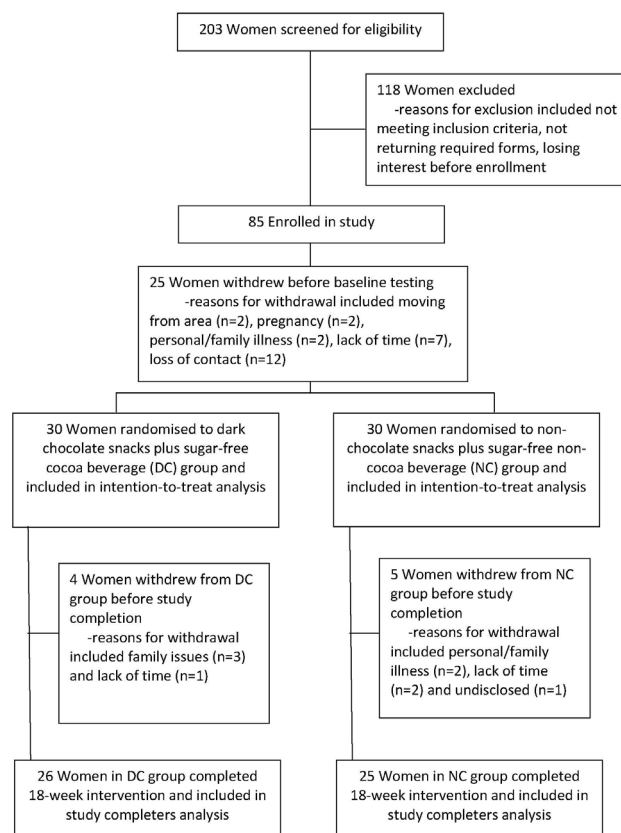 203 Women screened for eligibility
118 Women excluded
-reasons for exclusion included not
meeting inclusion criteria, not
returning required forms, losing
interest before enrollment
85 Enrolled in study
25 Women withdrew before baseline testing
-reasons for withdrawal included moving
from area (n=2), pregnancy (n=2),
personal/family illness (n=2), lack of time (n=7),
loss of contact (n=12)
30 Women randomised to dark
chocolate snacks plus sugar-free
cocoa beverage (DC) group and
included in intention-to-treat analysis
30 Women randomised to non-
chocolate snacks plus sugar-free non-
cocoa beverage (NC) group and
included in intention-to-treat analysis
4 Women withdrew from DC
group before study
completion
-reasons for withdrawal
included family issues (n=3)
and lack of time (n=1)
5 Women withdrew from NC
group before study
completion
-reasons for withdrawal
included personal/family
illness (n=2), lack of time
(n=2) and undisclosed (n=1)
26 Women in DC group completed
18-week intervention and included in
study completers analysis
25 Women in NC group completed
18-week intervention and included in
study completers analysis